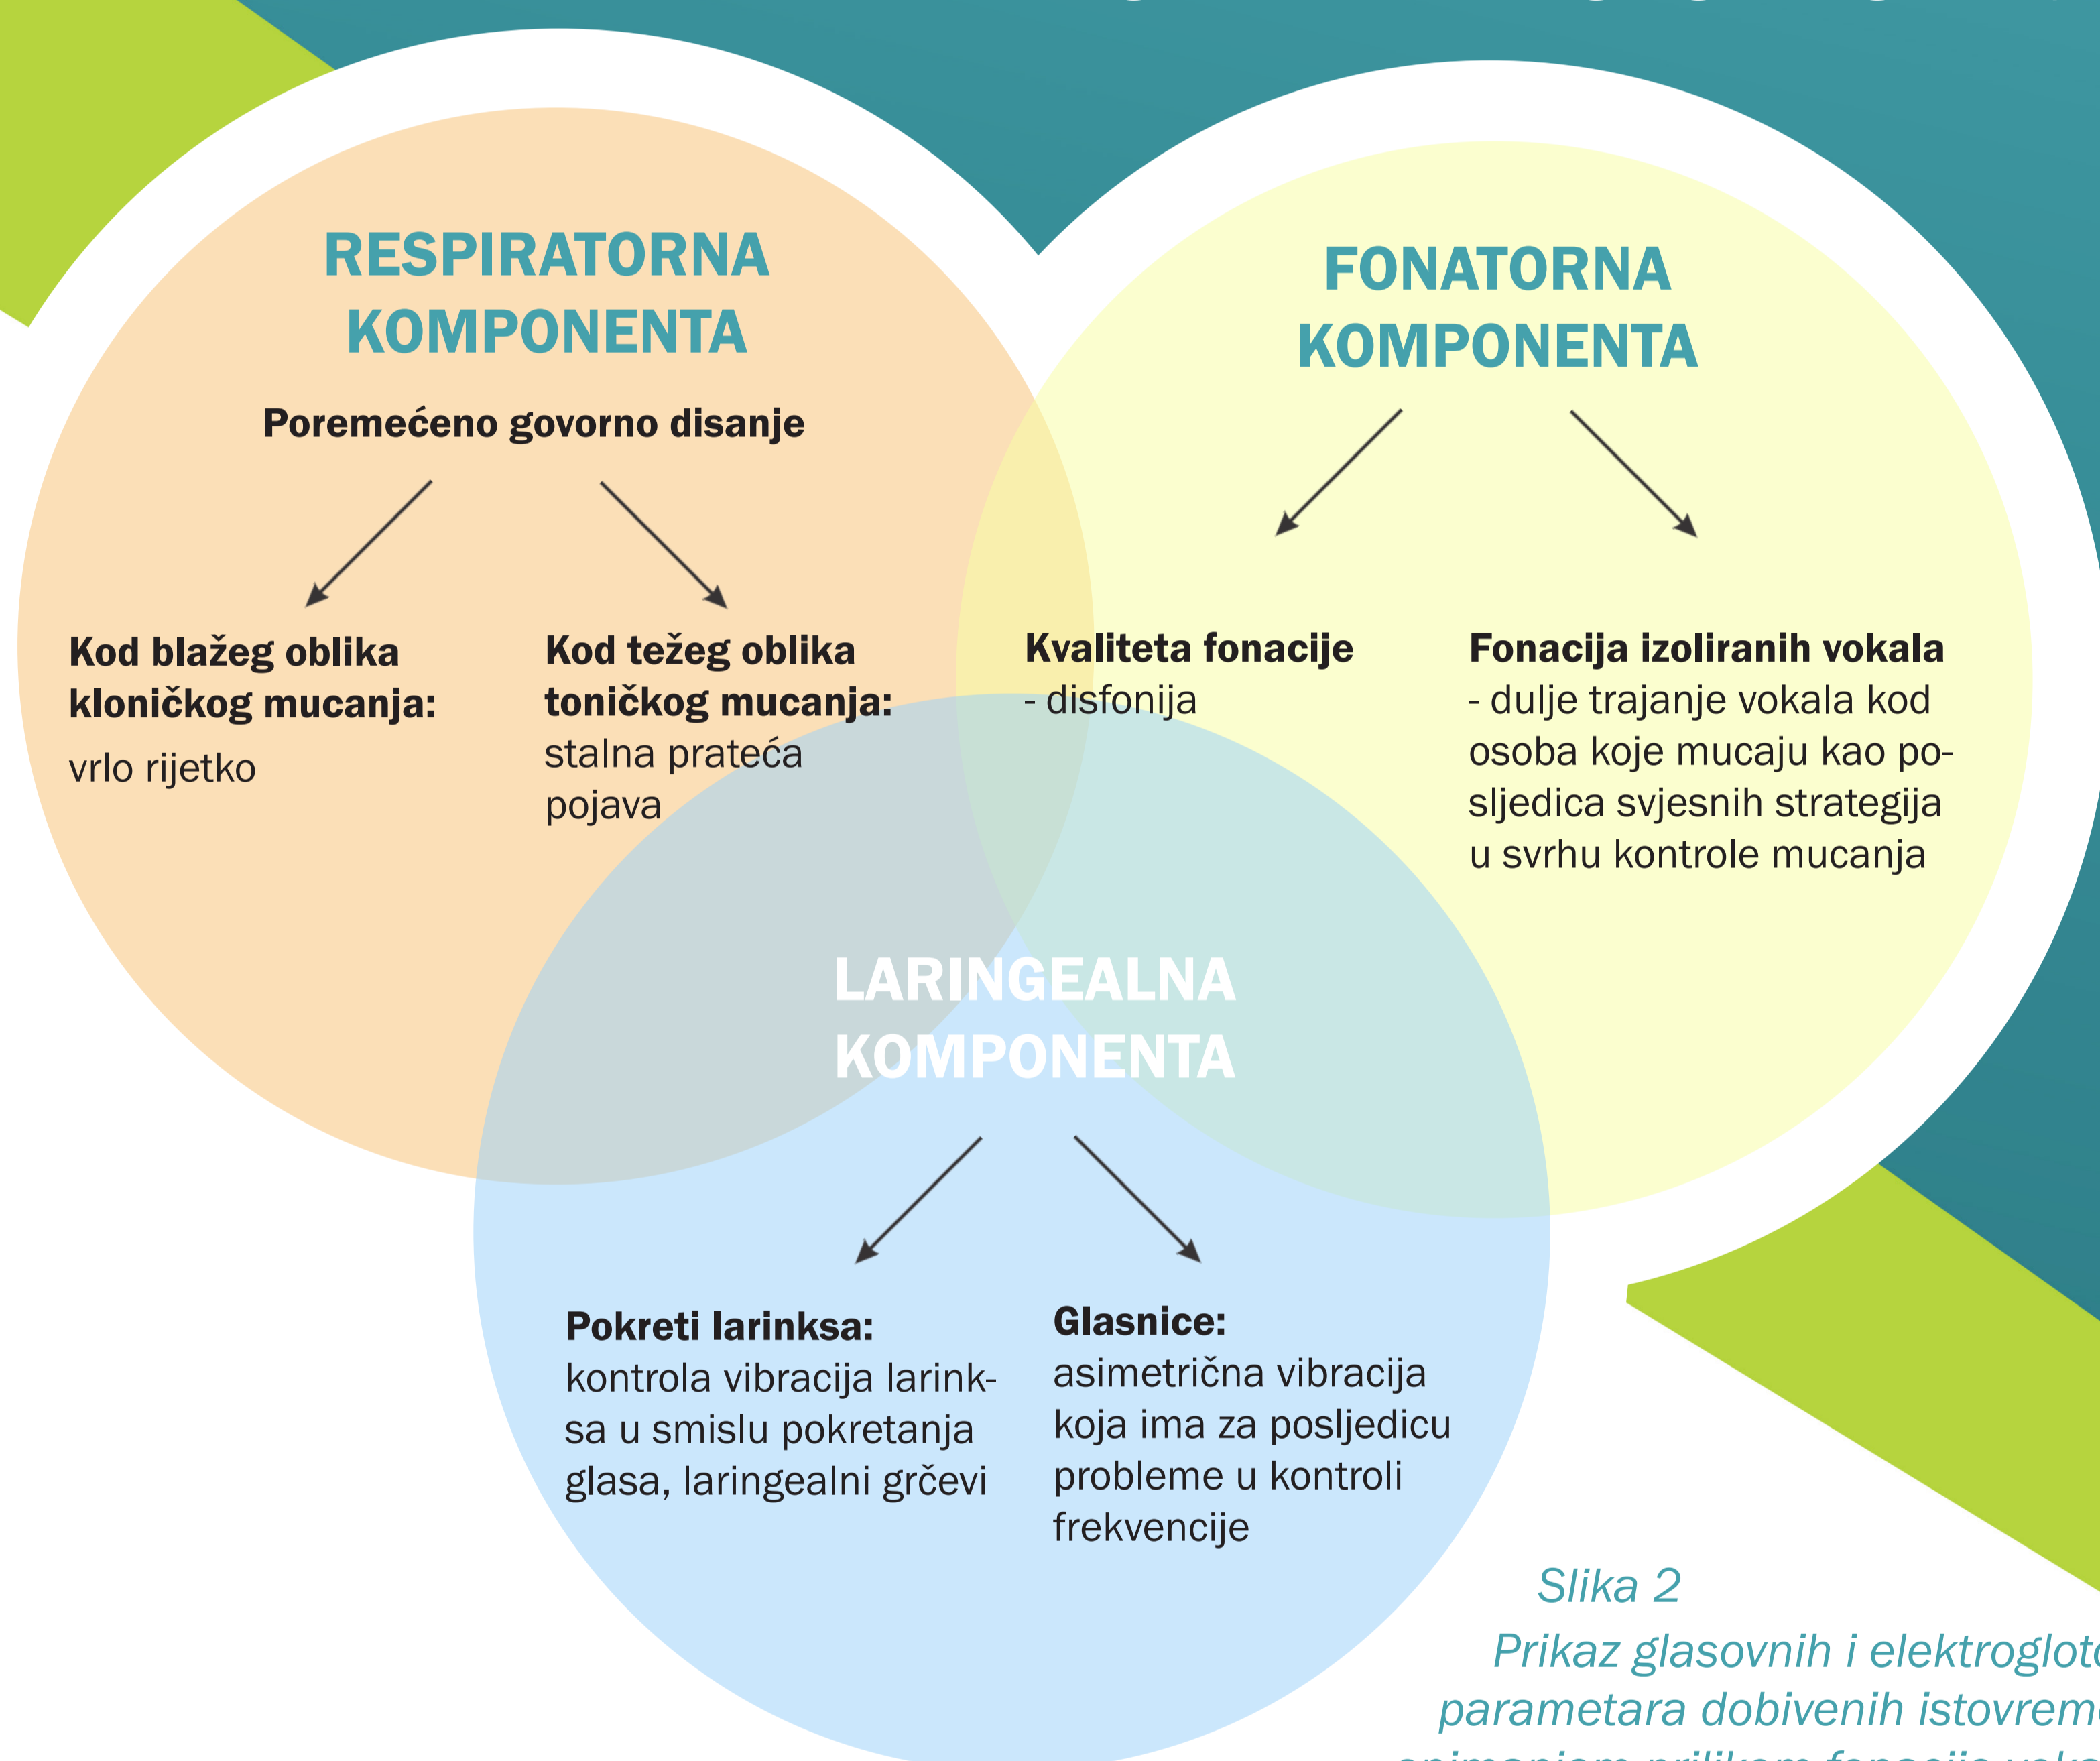 RESPIRATORNA
KOMPONENTA
Poremećeno govorno disanje
Kod blažeg oblika
kloničkog mucanja:
vrlo rijetko
Kod težeg oblika
toničkog mucanja:
stalna prateća
pojava
FONATORNA
KOMPONENTA
Kvaliteta fonacije
- disfonija
Fonacija izoliranih vokala
- dulje trajanje vokala kod
osoba koje mucaju kao po-
sljedica svjesnih strategija
u svrhu kontrole mucanja
LARINGEALNA
KOMPONENTA
Pokreti larinksa:
kontrola vibracija larink-
sa u smislu pokretanja
glasa, laringealni grčevi
Glasnice:
asimetrična vibracija
koja ima za posljedicu
probleme u kontroli
frekvencije
Slika 2
Prikaz glasovnih i
parametara dobivenih